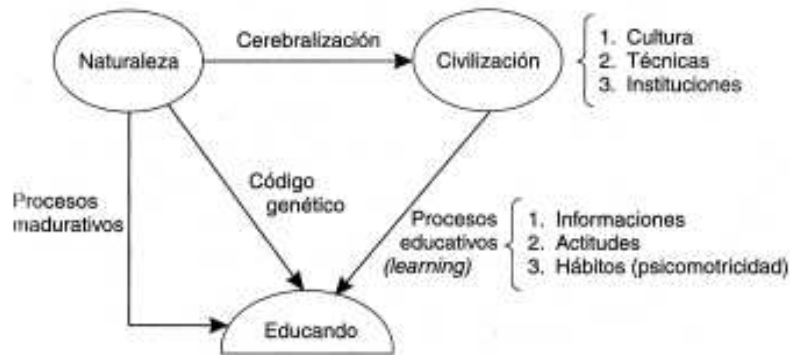 Naturaleza
Cerebralización
Civilización
1. Cultura
2. Técnicas
3. Instituciones
Procesos
madurativos
Código
genético
Procesos
educativos
(learning)
1. Informaciones
2. Actitudes
3. Hábitos (psicomotricidad)
Educando